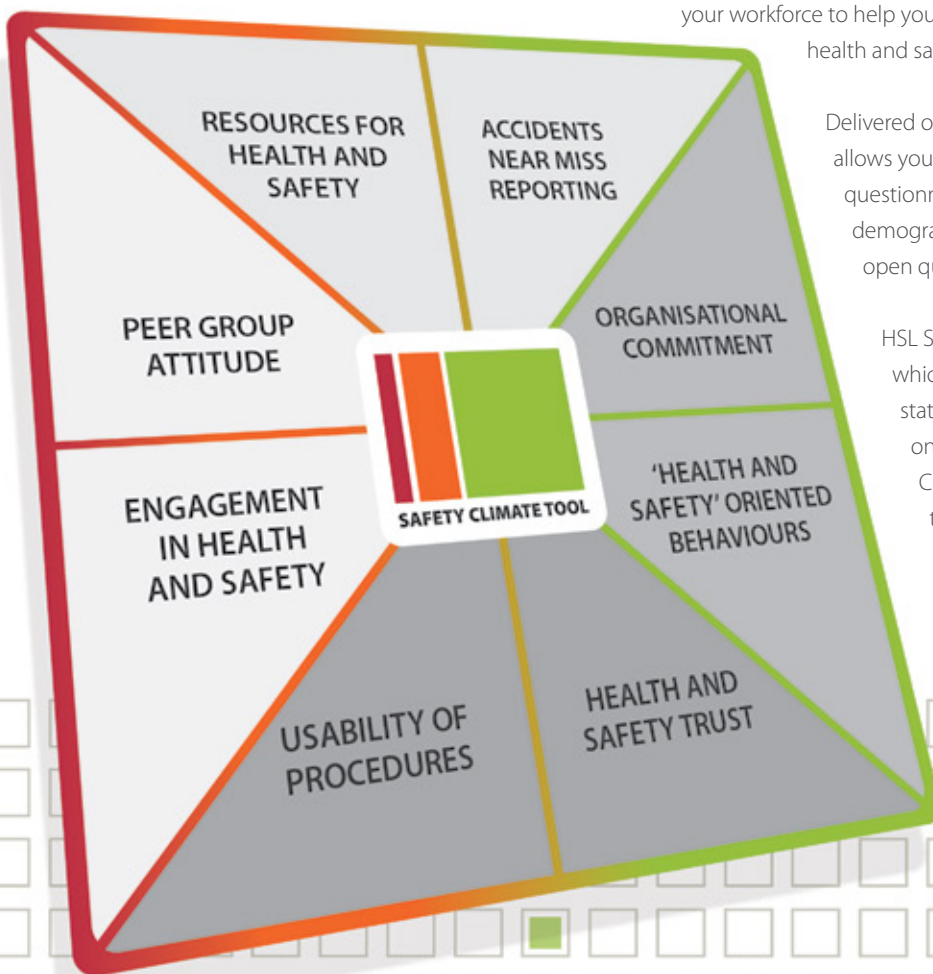 your workforce to help you
health and sa
Delivered o
allows you
questionn
demogra
open qu
HSL S
which
stat
on
C
t
RESOURCES FOR
HEALTH AND
SAFETY
ACCIDENTS
NEAR MISS
REPORTING
PEER GROUP
ATTITUDE
ORGANISATIONAL
COMMITMENT
ENGAGEMENT
IN HEALTH
AND SAFETY
'HEALTH AND
SAFETY' ORIENTED
BEHAVIOURS
SAFETY CLIMATE TOOL
USABILITY OF
PROCEDURES
HEALTH AND
SAFETY TRUST